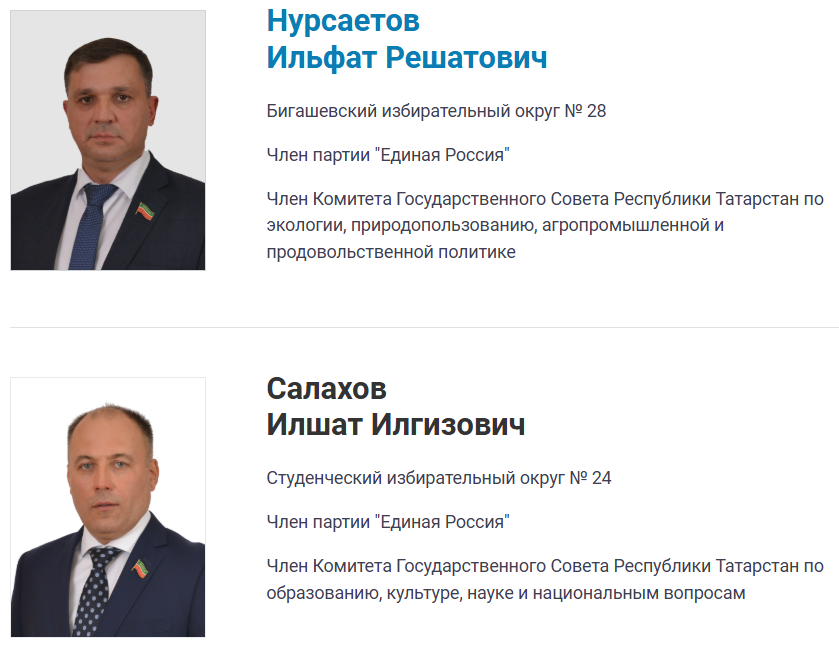 Нурсаетов
Ильфат Решатович
Бигашевский избирательный округ № 28
Член партии "Единая Россия"
Член Комитета Государственного Совета Республики Татарстан по
экологии, природопользованию, агропромышленной и
продовольственной политике
Салахов
Илшат Илгизович
Студенческий избирательный округ № 24
Член партии "Единая Россия"
Член Комитета Государственного Совета Республики Татарстан по
образованию, культуре, науке и национальным вопросам